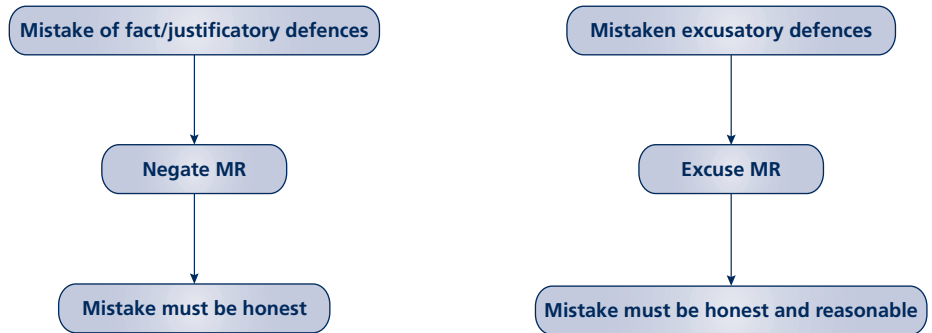 Mistake of fact/justificatory defences
Negate MR
Mistake must be honest
Mistaken excusatory defences
Excuse MR
Mistake must be honest and reasonable